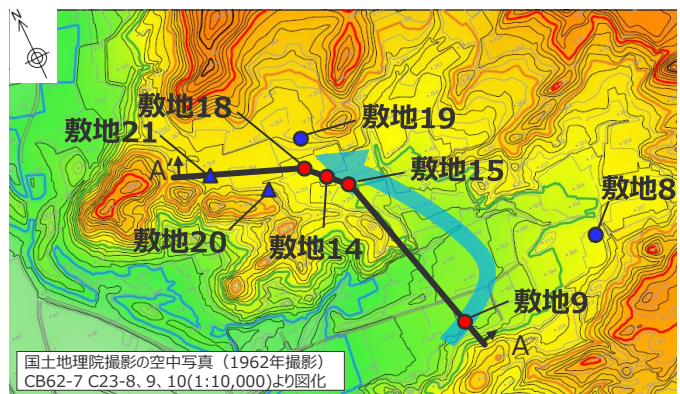 N
敷地18
敷地19
敷地21
A'
敷地15
敷地8
敷地20
敷地14
敷地9
A
国土地理院撮影の空中写真（1962年撮影）
CB62-7 C23-8、9、10(1:10,000)より図化